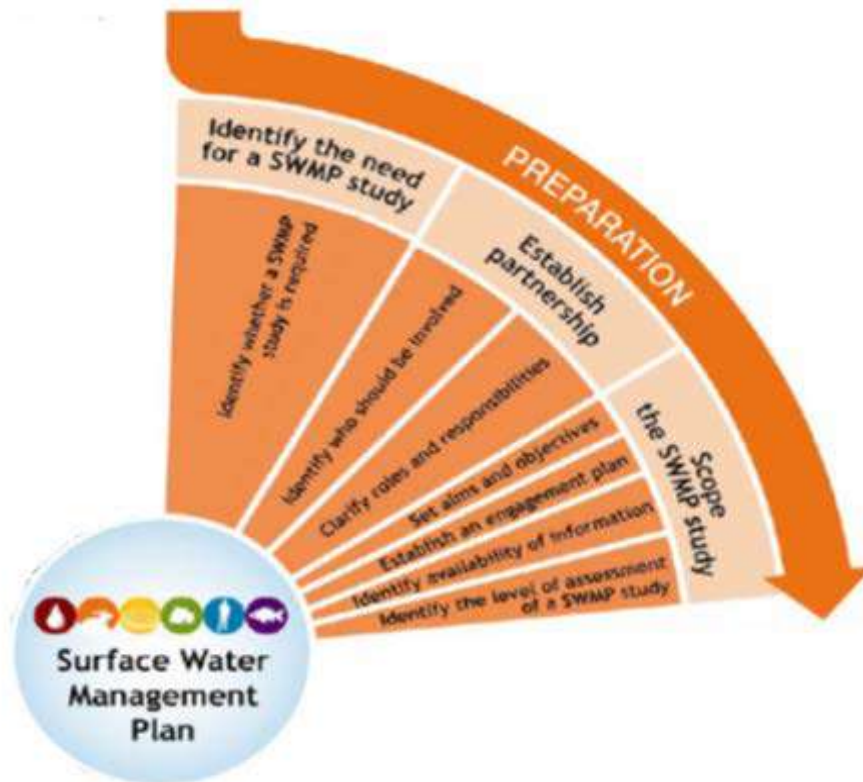 PREPARATION
Identify the need
for a SWMP study
Establish
partnership
Scope
the SWMP study
Identify whether a SWMP
study is required
Identify who should be involved
Clarify roles and responsibilities
Set aims and objectives
Establish an engagement plan
Identify availability of information
Identify the level of assessment
of a SWMP study
Surface Water
Management
Plan